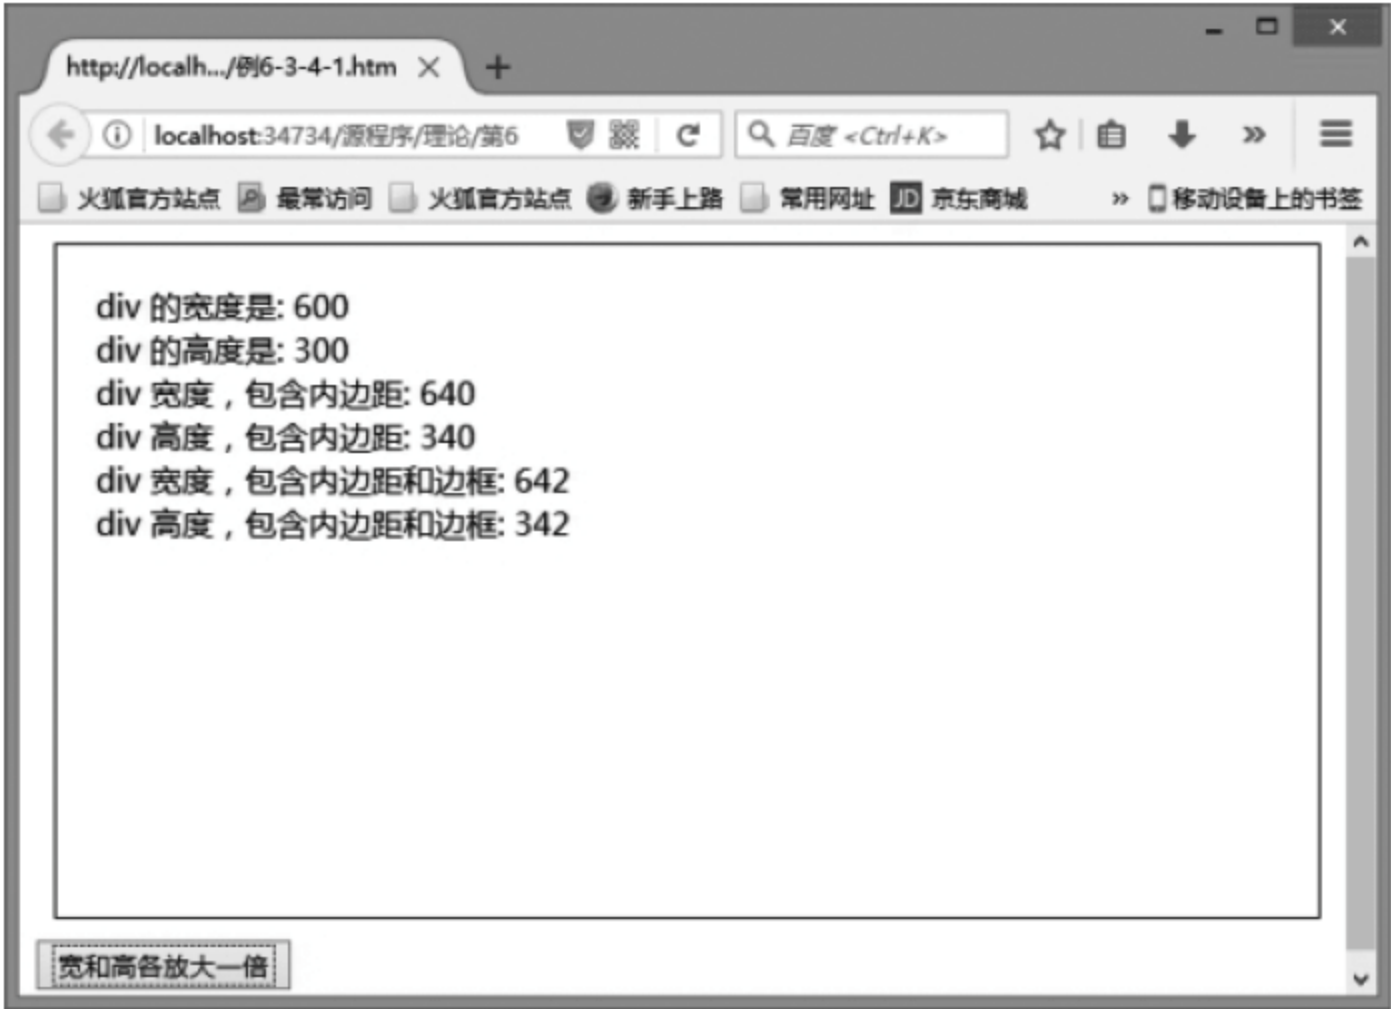 http://localh.../例6-3-4-1.htm
localhost:34734/源程序/理论/第6
百度 <Ctrl+K>
火狐官方站点 最常访问 火狐官方站点 新手上路 常用网址 JD 京东商城 » 移动设备上的书签
div 的宽度是: 600
div 的高度是: 300
div 宽度，包含内边距: 640
div 高度，包含内边距: 340
div 宽度，包含内边距和边框: 642
div 高度，包含内边距和边框: 342
宽和高各放大一倍